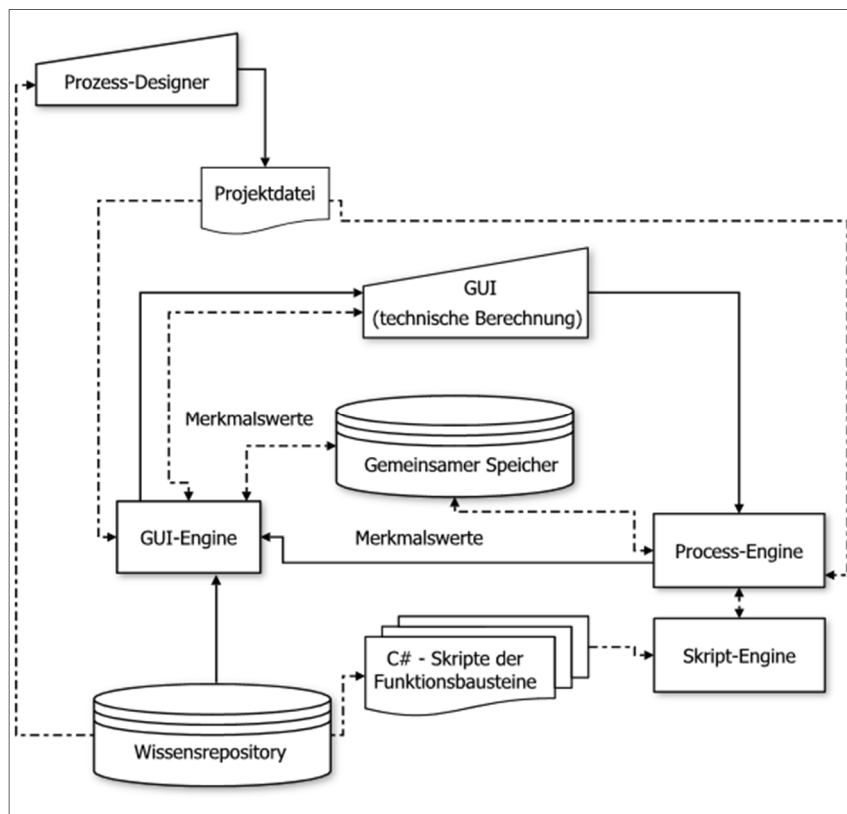 Prozess-Designer
Projektdatei
GUI
(technische Berechnung)
Merkmalswerte
Gemeinsamer Speicher
GUI-Engine
Merkmalswerte
Process-Engine
C# - Skripte der
Funktionsbausteine
Skript-Engine
Wissensrepository